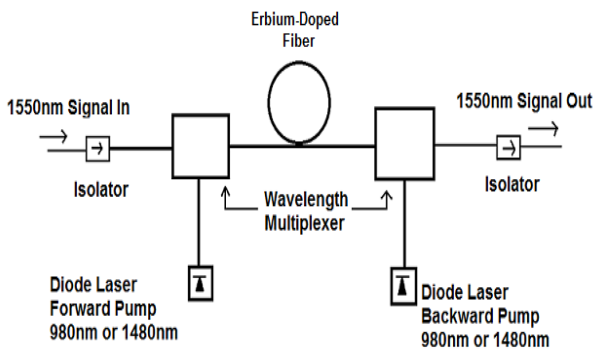 Erbium-Doped
Fiber
1550nm Signal In
1550nm Signal Out
Isolator
Isolator
Wavelength
Multiplexer
Diode Laser
Forward Pump
980nm or 1480nm
Diode Laser
Backward Pump
980nm or 1480nm